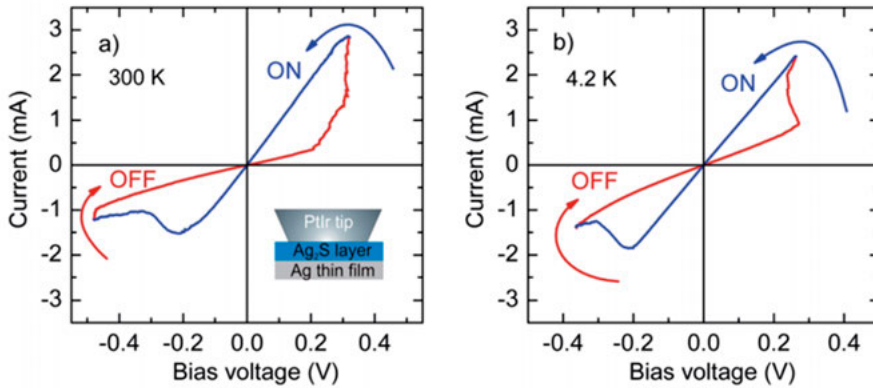 a)
300 K
ON
OFF
PtIr tip
Ag₂S layer
Ag thin film
Current (mA)
3
2
1
0
-1
-2
-3
-0.4 -0.2 0.0 0.2 0.4
Bias voltage (V)
b)
4.2 K
ON
OFF
Current (mA)
3
2
1
0
-1
-2
-3
-0.4 -0.2 0.0 0.2 0.4
Bias voltage (V)